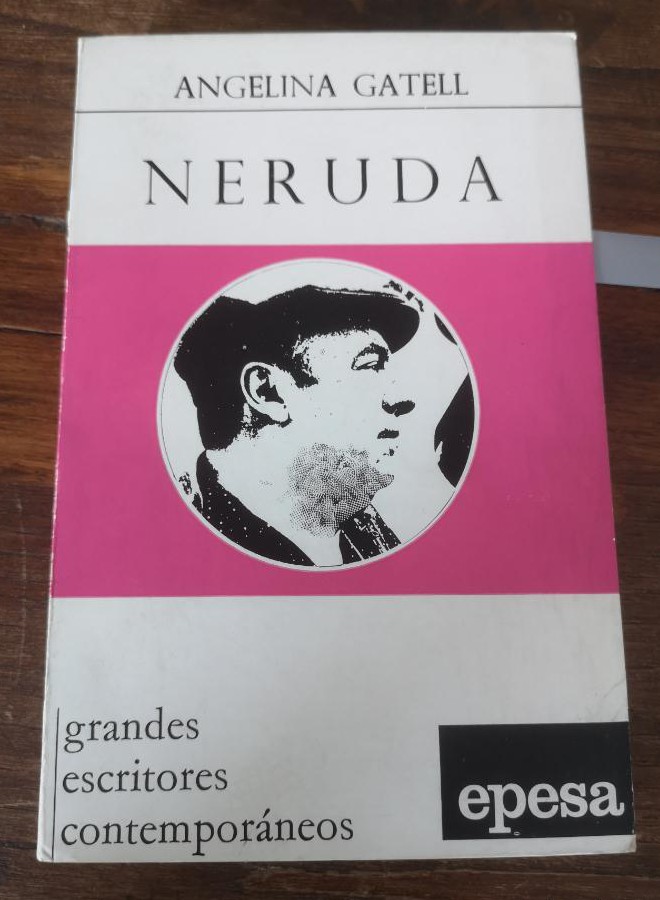 ANGELINA GATELL
NERUDA
grandes
escritores
contemporáneos
epesa